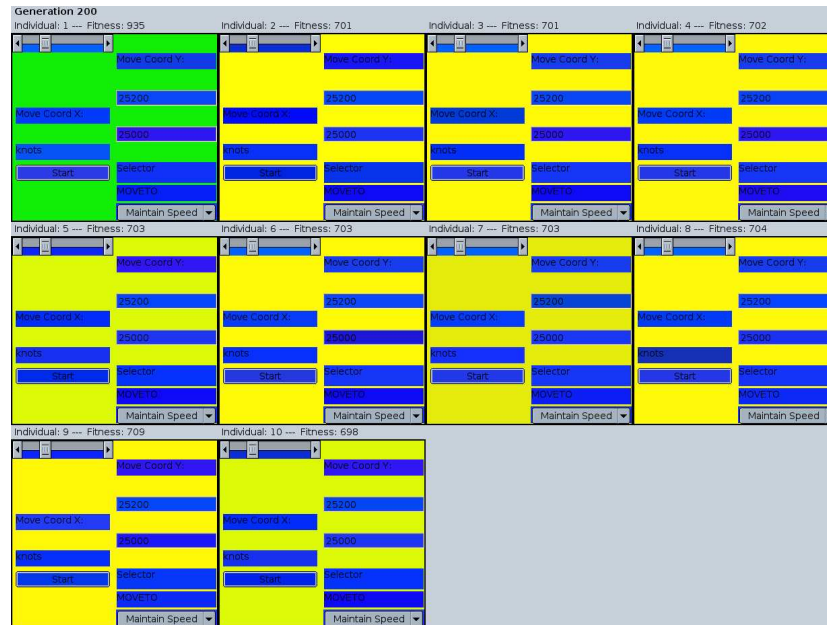 Generation 200
Individual: 1 --- Fitness: 935
Individual: 2 --- Fitness: 701
Individual: 3 --- Fitness: 701
Individual: 4 --- Fitness: 702
Move Coord Y:
25200
Move Coord X:
25000
knots
Start
Selector
MOVETO
Maintain Speed
Move Coord Y:
25200
Move Coord X:
25000
knots
Start
Selector
MOVETO
Maintain Speed
Move Coord Y:
25200
Move Coord X:
25000
knots
Start
Selector
MOVETO
Maintain Speed
Move Coord Y:
25200
Move Coord X:
25000
knots
Start
Selector
MOVETO
Maintain Speed
Individual: 5 --- Fitness: 703
Individual: 6 --- Fitness: 703
Individual: 7 --- Fitness: 703
Individual: 8 --- Fitness: 704
Move Coord Y:
25200
Move Coord X:
25000
knots
Start
Selector
MOVETO
Maintain Speed
Move Coord Y:
25200
Move Coord X:
25000
knots
Start
Selector
MOVETO
Maintain Speed
Move Coord Y:
25200
Move Coord X:
25000
knots
Start
Selector
MOVETO
Maintain Speed
Move Coord Y:
25200
Move Coord X:
25000
knots
Start
Selector
MOVETO
Maintain Speed
Individual: 9 --- Fitness: 709
Individual: 10 --- Fitness: 698
Move Coord Y:
25200
Move Coord X:
25000
knots
Start
Selector
MOVETO
Maintain Speed
Move Coord Y:
25200
Move Coord X:
25000
knots
Start
Selector
MOVETO
Maintain Speed